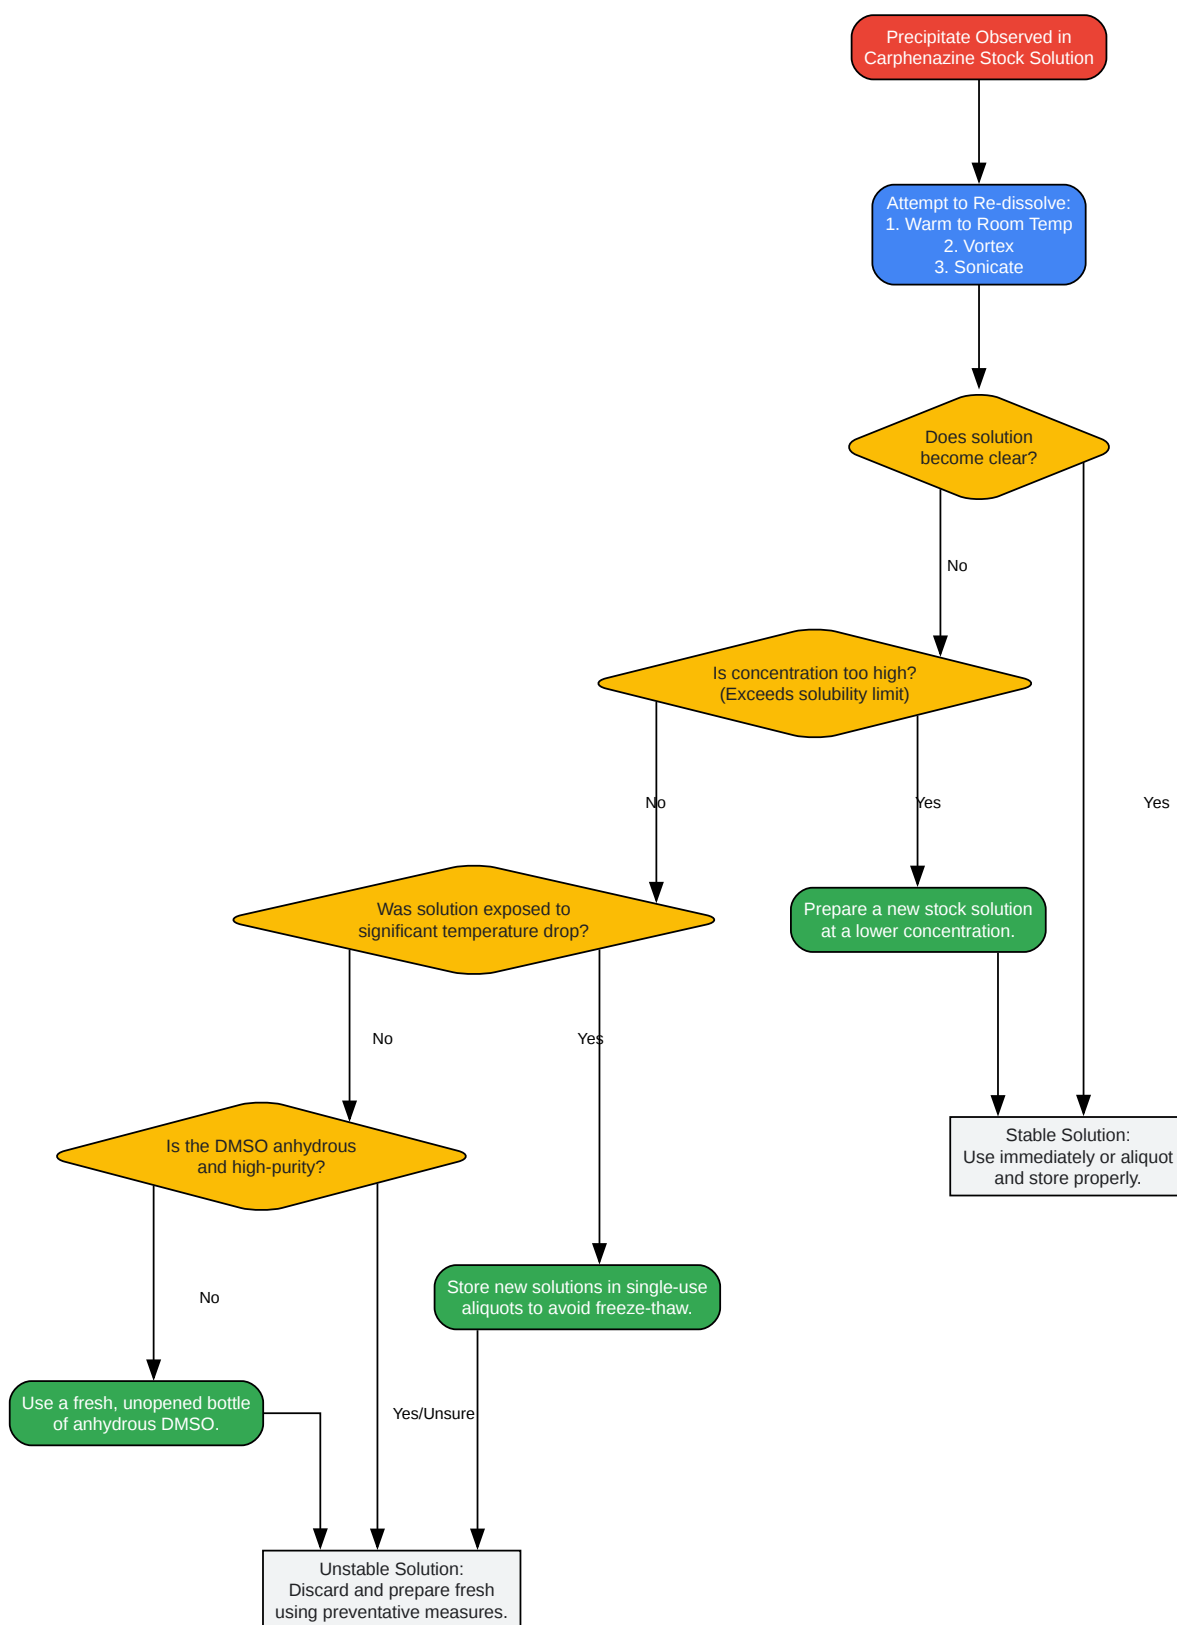 Precipitate Observed in
Carphenazine Stock Solution
Attempt to Re-dissolve:
1. Warm to Room Temp
2. Vortex
3. Sonicate
Does solution
become clear?
No
Is concentration too high?
(Exceeds solubility limit)
No
Yes
Yes
Was solution exposed to
significant temperature drop?
Prepare a new stock solution
at a lower concentration.
No
Yes
Is the DMSO anhydrous
and high-purity?
Stable Solution:
Use immediately or aliquot
and store properly.
No
Store new solutions in single-use
aliquots to avoid freeze-thaw.
Use a fresh, unopened bottle
of anhydrous DMSO.
Yes/Unsure
Unstable Solution:
Discard and prepare fresh
using preventative measures.